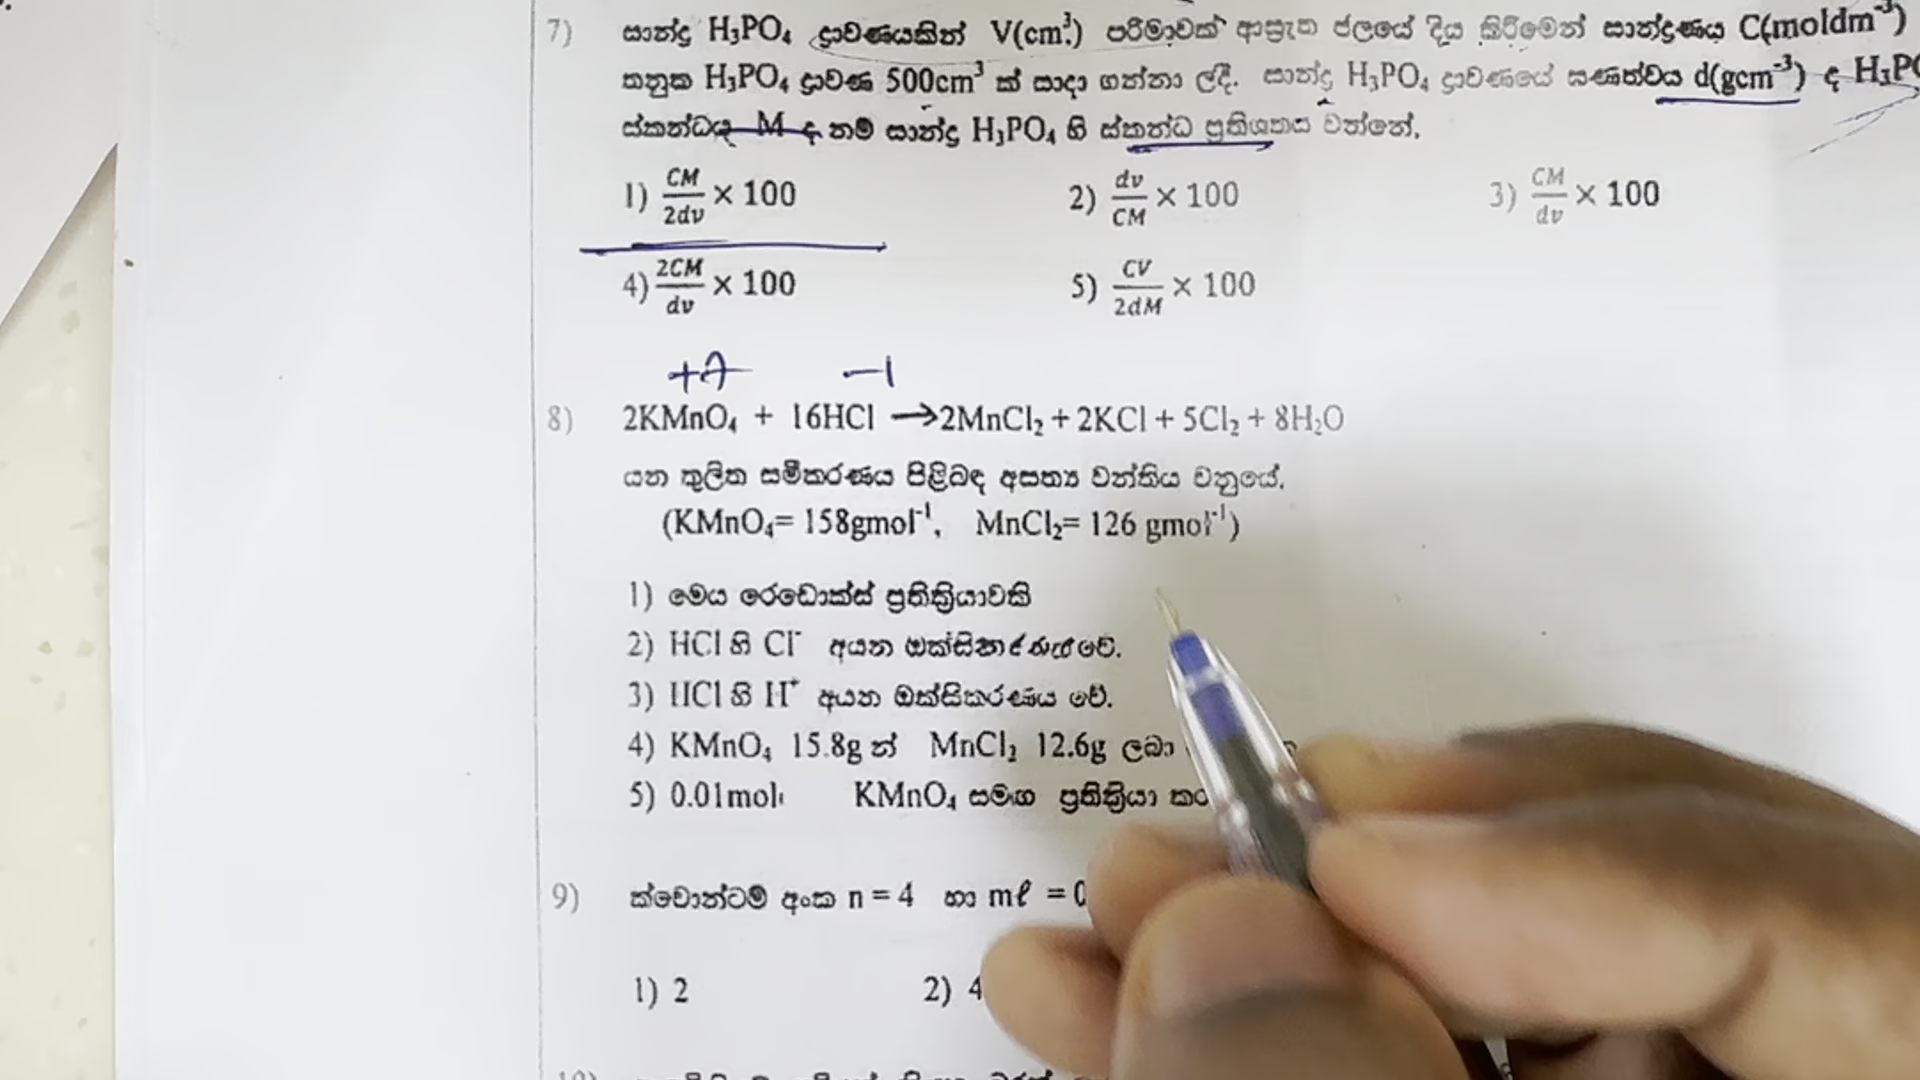 7) සාන්ද්‍ර H₃PO₄ ද්‍රාවණයකින් V(cm³) පරිමාවක් ආසුැත ජලයේ දිය කිරීමෙන් සාන්ද්‍රණය C(moldm⁻³)
තනුක H₃PO₄ ද්‍රාවණ 500cm³ ක් සාදා ගත්තා ලදී. සාන්ද්‍ර H₃PO₄ ද්‍රාවණයේ ඝණත්වය d(gcm⁻³) ද
ස්කන්ධය M ද නම් සාන්ද්‍ර H₃PO₄ හි ස්කන්ධ ප්‍රතිශතය වන්නේ,
1) CM/2dv × 100 2) dv/CM × 100 3) CM/dv × 100
4) 2CM/dv × 100 5) CV/2dM × 100
+7 -1
8) 2KMnO₄ + 16HCl → 2MnCl₂ + 2KCl + 5Cl₂ + 8H₂O
යන තුලිත සමීකරණය පිළිබඳ අසත්‍ය වන්තිය වනුයේ,
(KMnO₄= 158gmol⁻¹, MnCl₂= 126 gmol⁻¹)
1) මෙය රෙඩොක්ස් ප්‍රතික්‍රියාවකි
2) HCl හි Cl⁻ අයන ඔක්සිකරණය වේ.
3) HCl හි H⁺ අයන ඔක්සිකරණය වේ.
4) KMnO₄ 15.8g න් MnCl₂ 12.6g ලබා
5) 0.01mol KMnO₄ සමඟ ප්‍රතික්‍රියා
9) ක්වොන්ටම් අංක n = 4 හා mℓ = 0
1) 2 2) 4